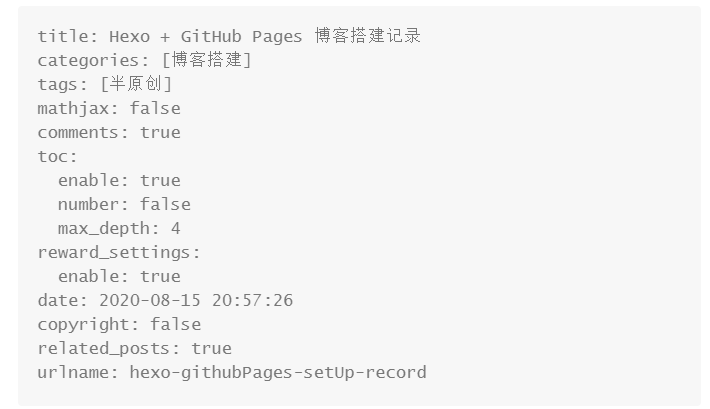 title: Hexo + GitHub Pages 博客搭建记录
categories: [博客搭建]
tags: [半原创]
mathjax: false
comments: true
toc:
  enable: true
  number: false
  max_depth: 4
reward_settings:
  enable: true
date: 2020-08-15 20:57:26
copyright: false
related_posts: true
urlname: hexo-githubPages-setUp-record